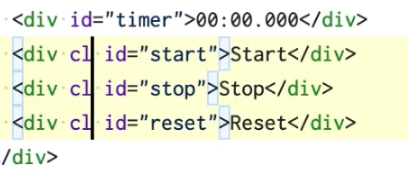 <div id="timer">00:00.000</div>
<div cl id="start">Start</div>
<div cl id="stop">Stop</div>
<div cl id="reset">Reset</div>
/div>